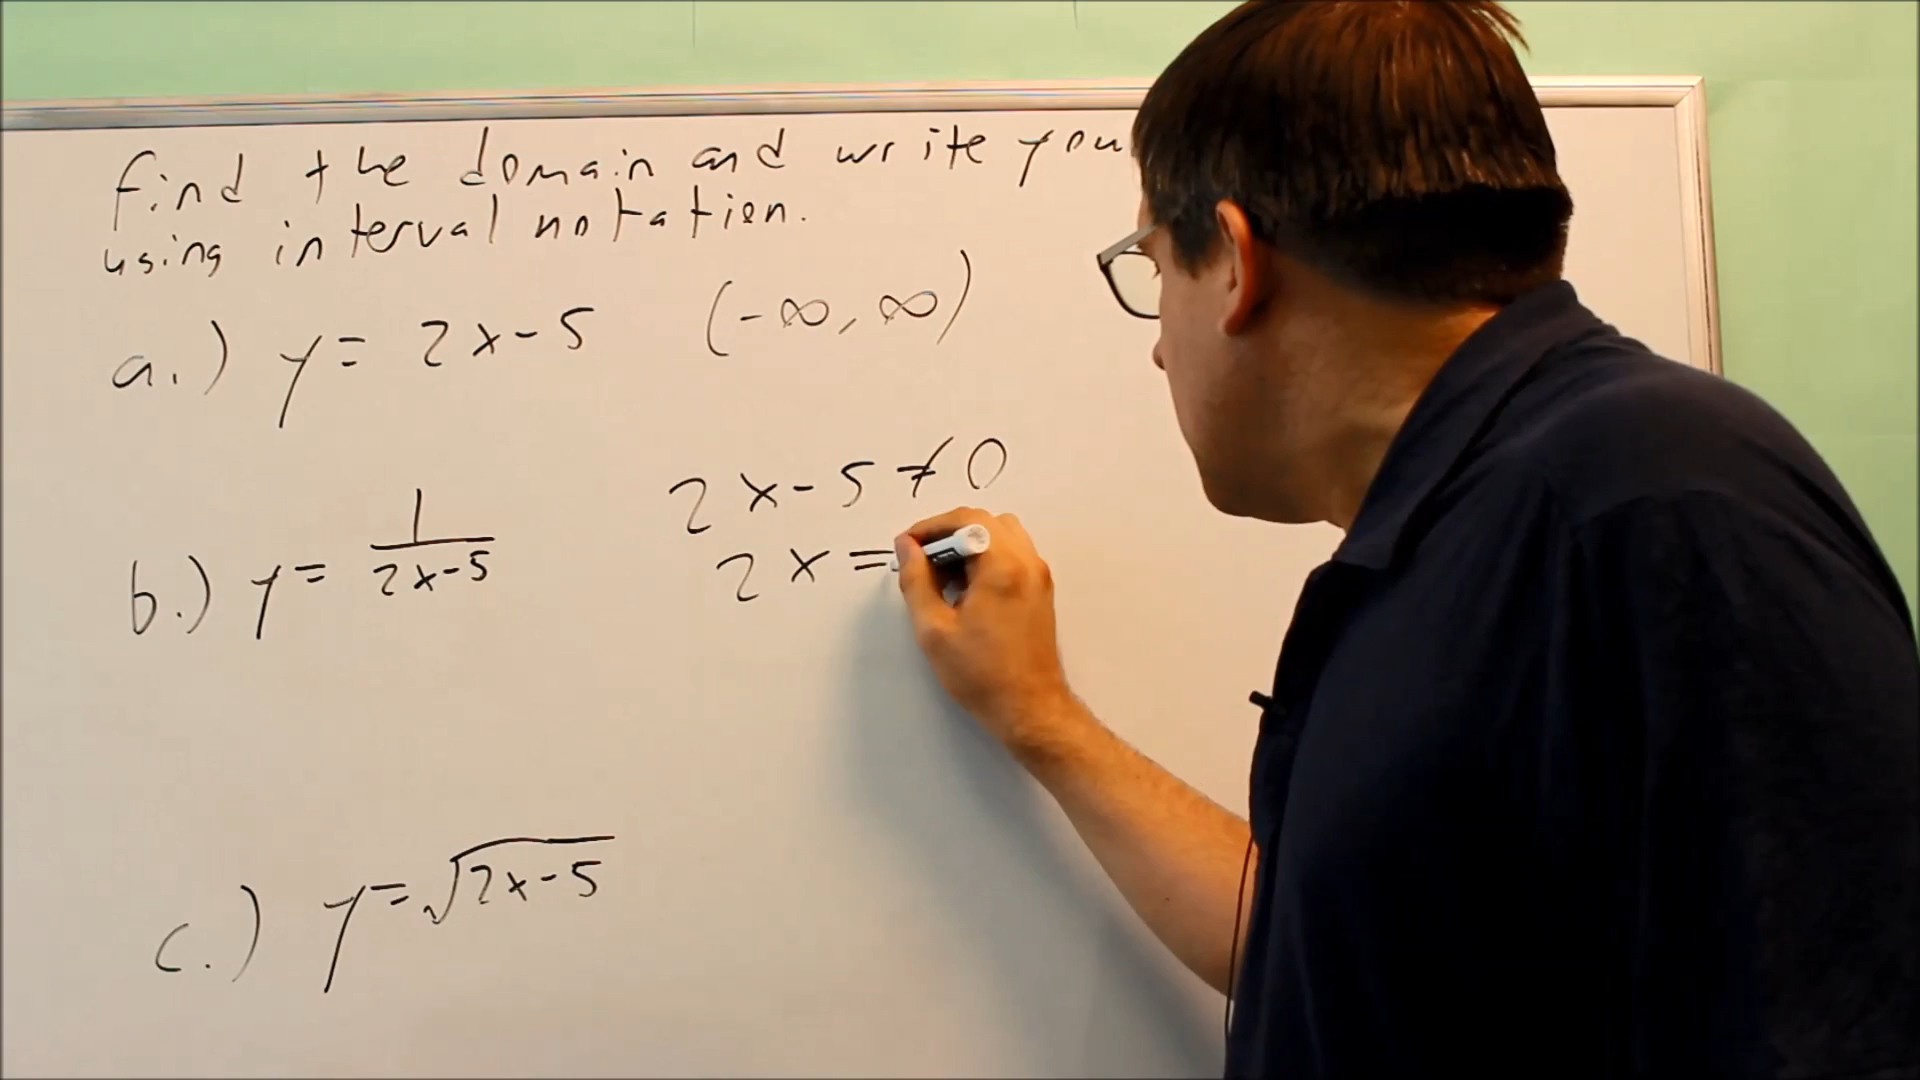 find the domain and write you
using interval notation.
a.) y = 2x-5 (-∞, ∞)
2x-5≠0
b.) y = 1/(2x-5)
2x =
c.) y=√(2x-5)